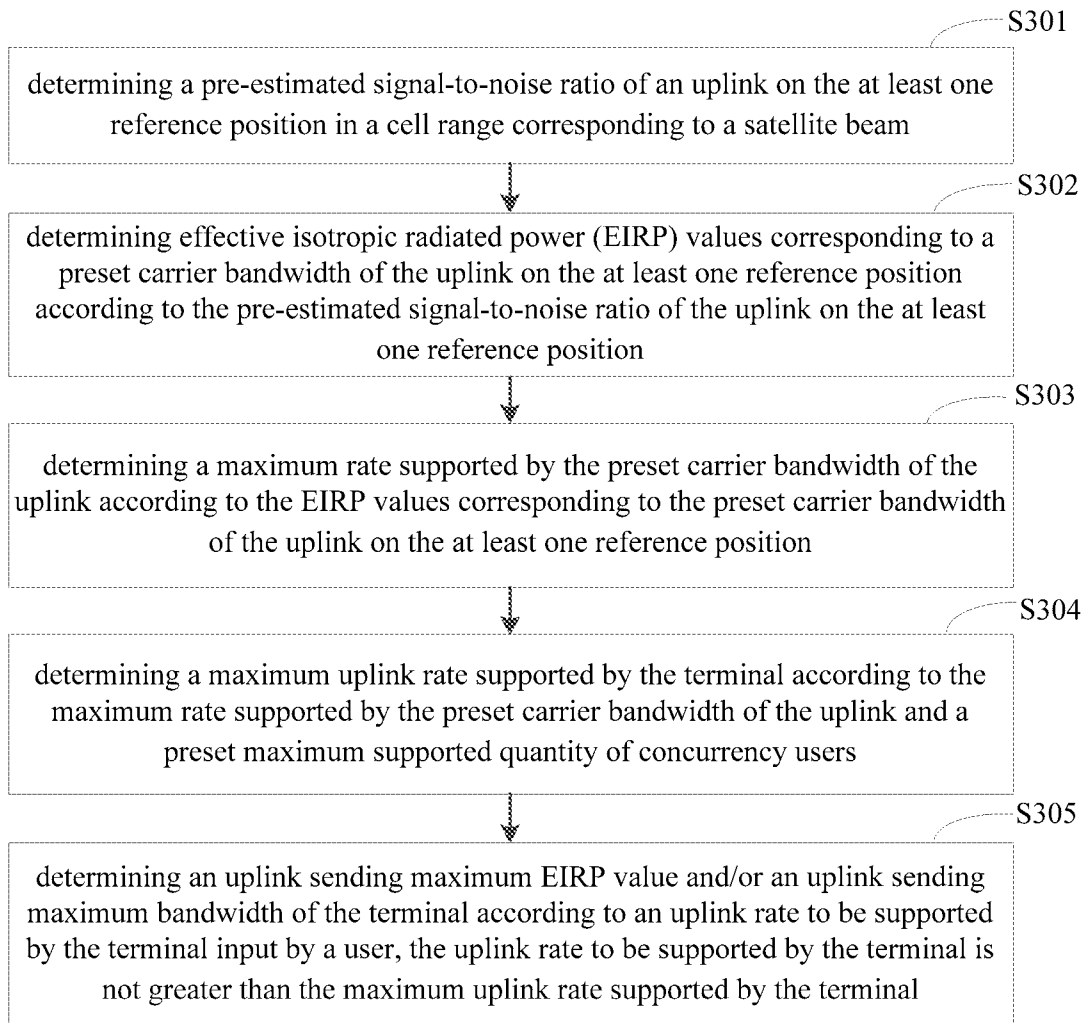 S301
determining a pre-estimated signal-to-noise ratio of an uplink on the at least one
reference position in a cell range corresponding to a satellite beam
S302
determining effective isotropic radiated power (EIRP) values corresponding to a
preset carrier bandwidth of the uplink on the at least one reference position
according to the pre-estimated signal-to-noise ratio of the uplink on the at least
one reference position
S303
determining a maximum rate supported by the preset carrier bandwidth of the
uplink according to the EIRP values corresponding to the preset carrier bandwidth
of the uplink on the at least one reference position
S304
determining a maximum uplink rate supported by the terminal according to the
maximum rate supported by the preset carrier bandwidth of the uplink and a
preset maximum supported quantity of concurrency users
S305
determining an uplink sending maximum EIRP value and/or an uplink sending
maximum bandwidth of the terminal according to an uplink rate to be supported
by the terminal input by a user, the uplink rate to be supported by the terminal is
not greater than the maximum uplink rate supported by the terminal